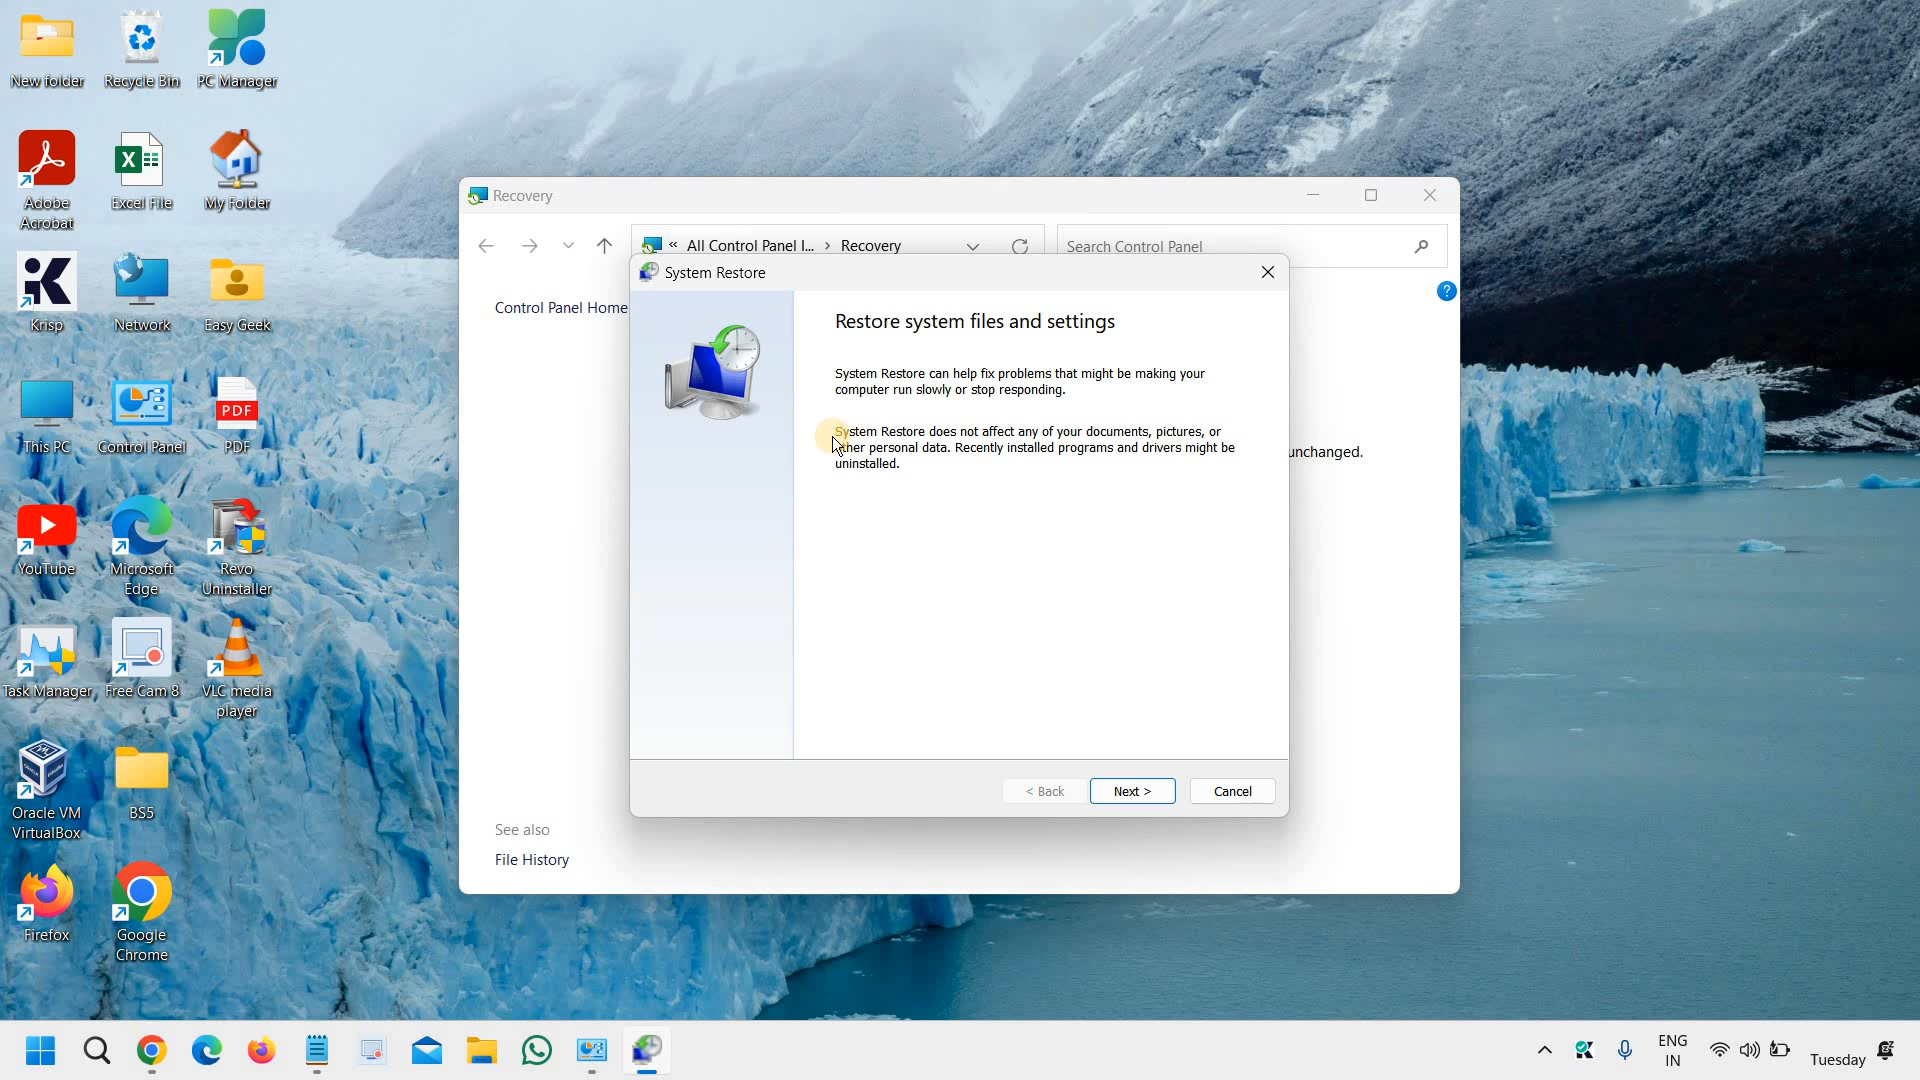 New folder
Recycle Bin
PC Manager
Adobe
Acrobat
Excel File
My Folder
Krisp
Network
Easy Geek
This PC
Control Panel
PDF
PDF
YouTube
Microsoft
Edge
Revo
Uninstaller
Task Manager
Free Cam 8
VLC media
player
Oracle VM
VirtualBox
BS5
Firefox
Google
Chrome
Recovery
« All Control Panel I... › Recovery
Search Control Panel
Control Panel Home
unchanged.
See also
File History
System Restore
Restore system files and settings
System Restore can help fix problems that might be making your
computer run slowly or stop responding.
System Restore does not affect any of your documents, pictures, or
other personal data. Recently installed programs and drivers might be
uninstalled.
< Back
Next >
Cancel
ENG
IN
Tuesday